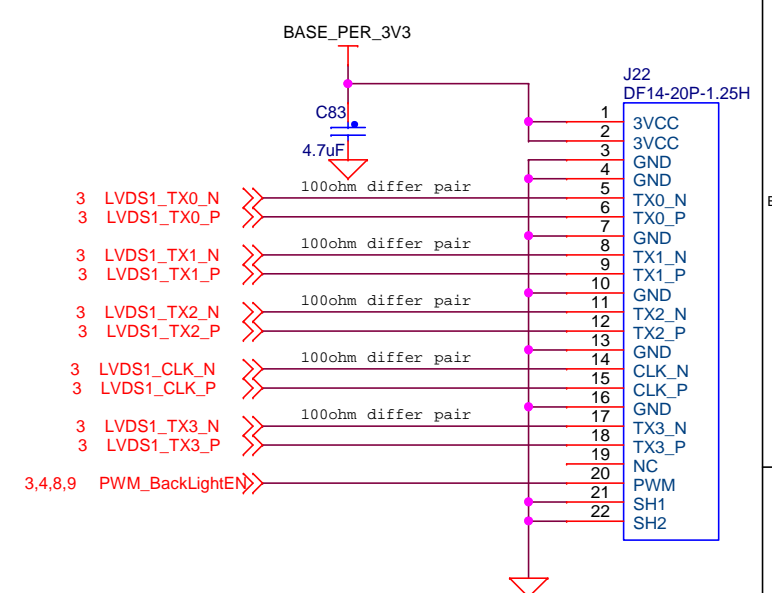 BASE_PER_3V3
J22
DF14-20P-1.25H
C83
4.7uF
1 3VCC
2 3VCC
3 GND
4 GND
3 LVDS1_TX0_N 100ohm differ pair 5 TX0_N
3 LVDS1_TX0_P 6 TX0_P
7 GND
3 LVDS1_TX1_N 100ohm differ pair 8 TX1_N
3 LVDS1_TX1_P 9 TX1_P
10 GND
3 LVDS1_TX2_N 100ohm differ pair 11 TX2_N
3 LVDS1_TX2_P 12 TX2_P
13 GND
3 LVDS1_CLK_N 100ohm differ pair 14 CLK_N
3 LVDS1_CLK_P 15 CLK_P
16 GND
3 LVDS1_TX3_N 100ohm differ pair 17 TX3_N
3 LVDS1_TX3_P 18 TX3_P
19 NC
3,4,8,9 PWM_BackLightEN 20 PWM
21 SH1
22 SH2